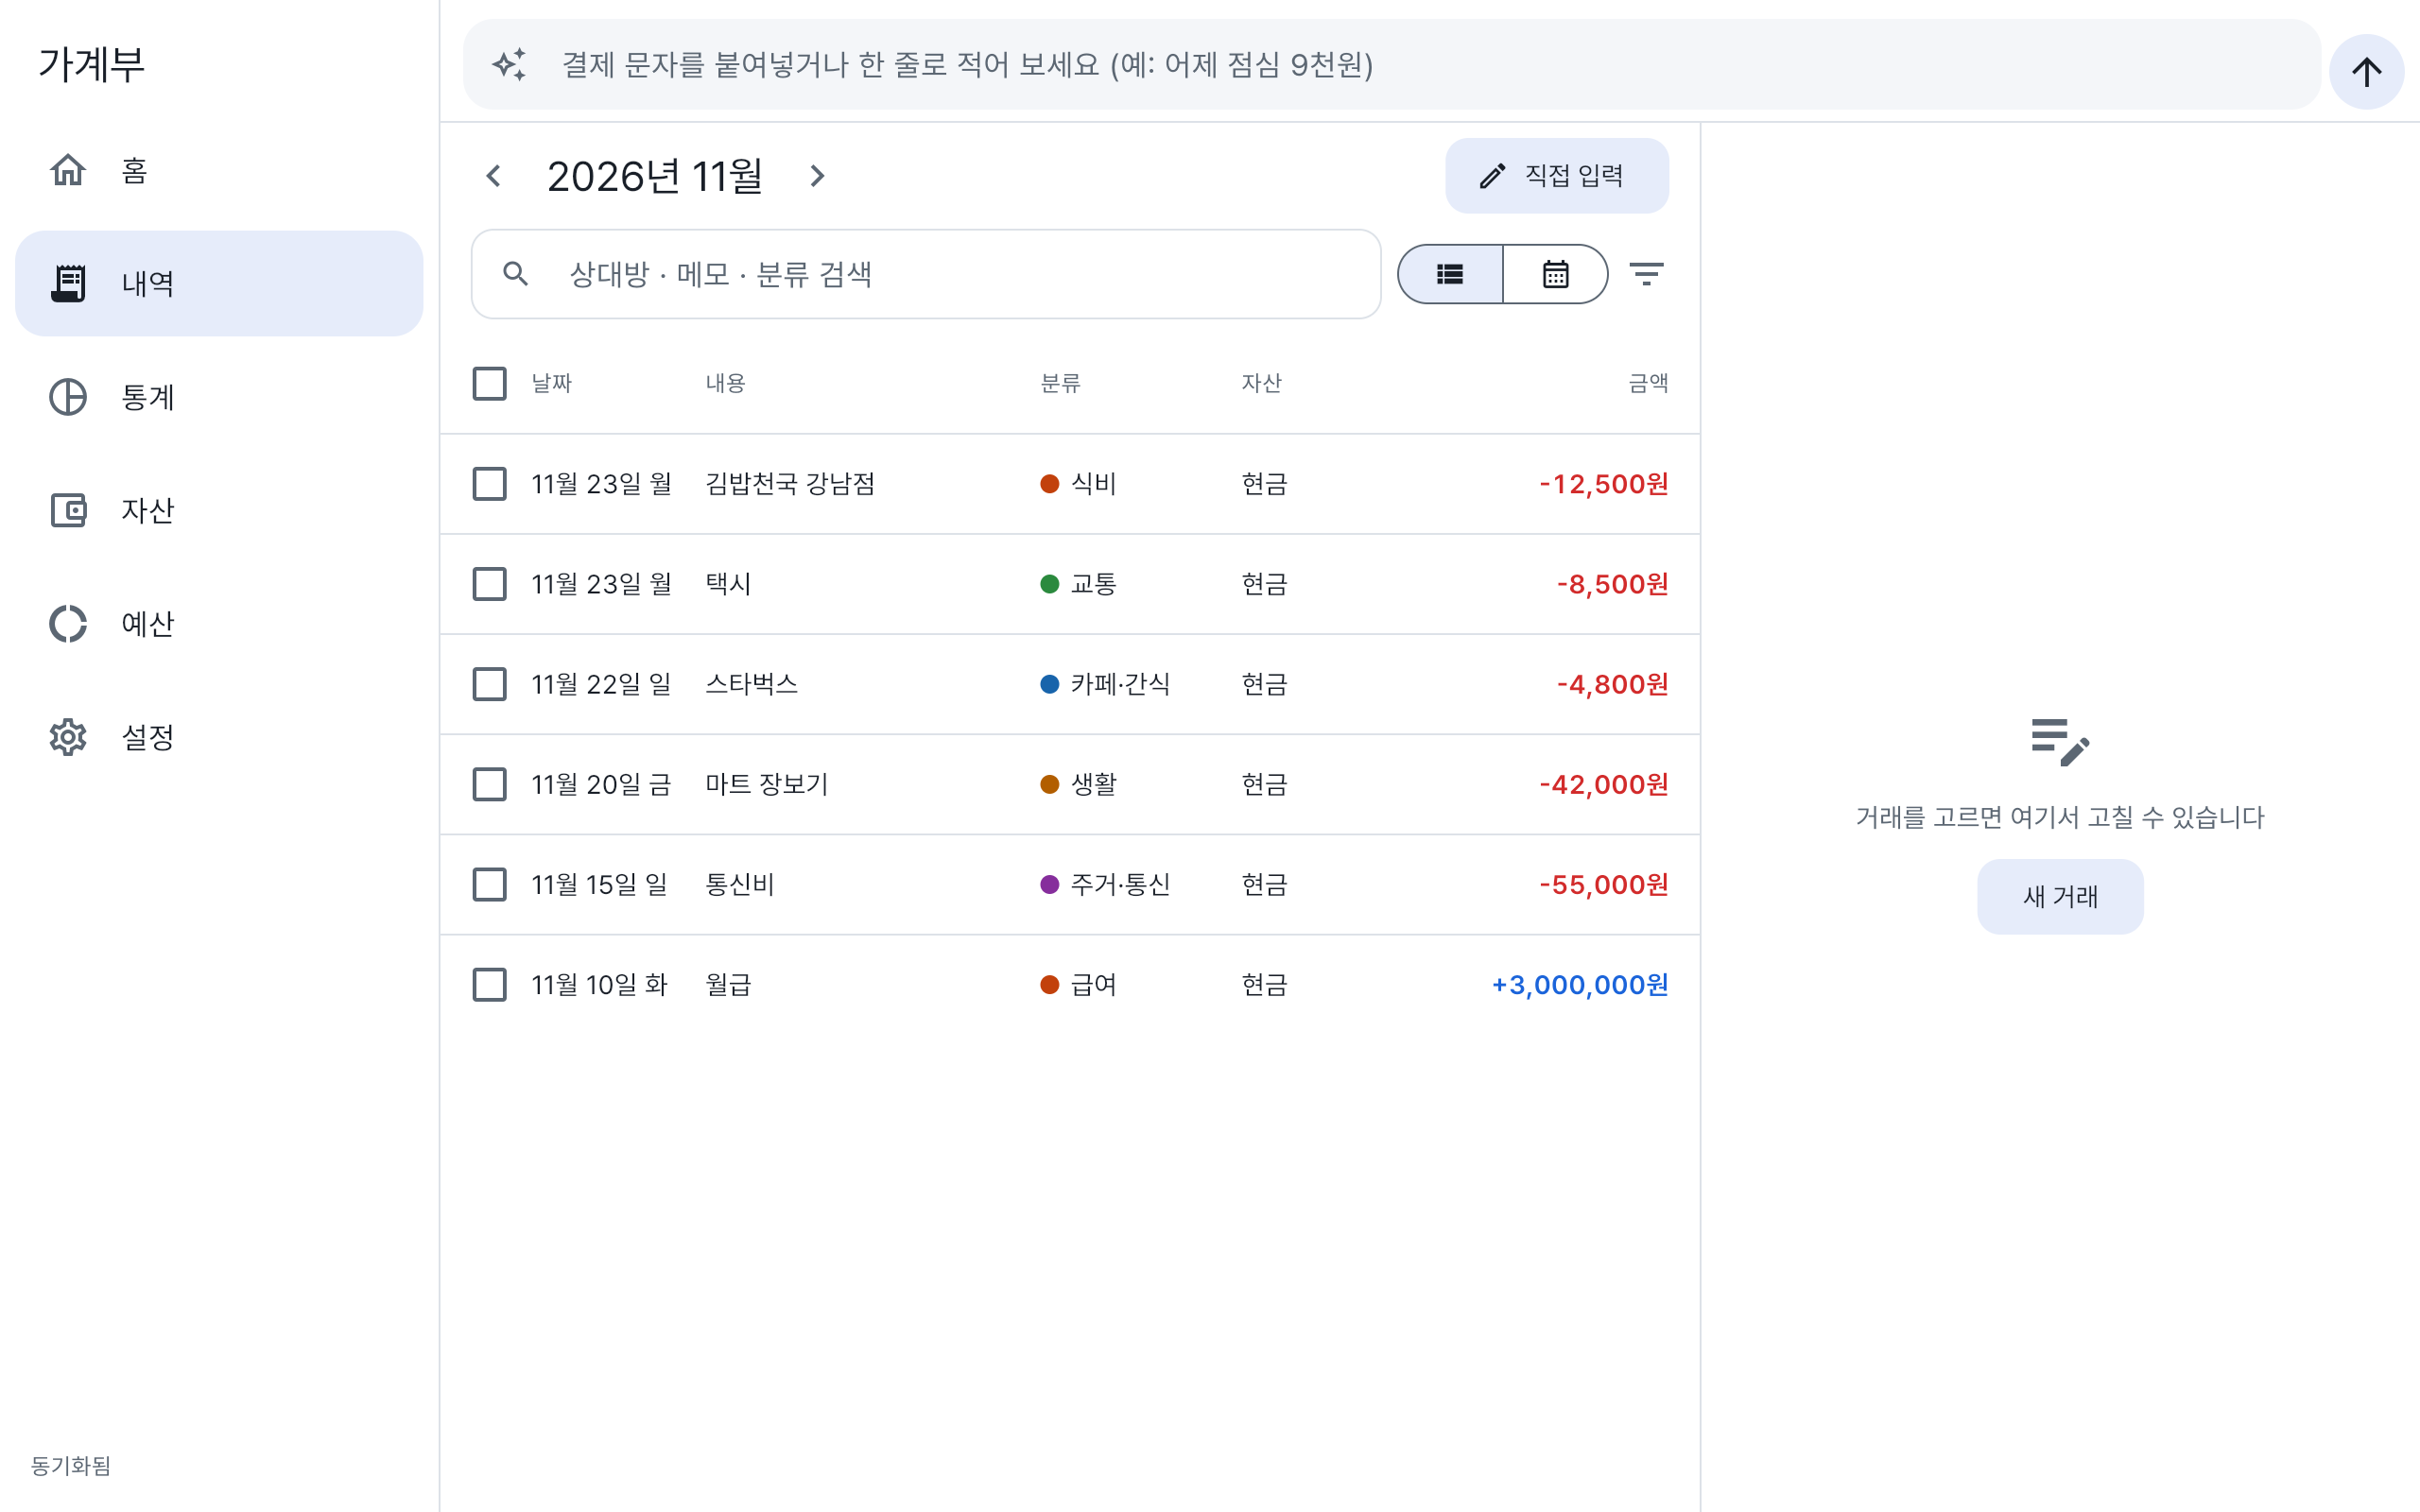 가계부
홈
내역
통계
자산
예산
설정
동기화됨
결제 문자를 붙여넣거나 한 줄로 적어 보세요 (예: 어제 점심 9천원)
2026년 11월
직접 입력
상대방 · 메모 · 분류 검색
날짜 내용 분류 자산 금액
11월 23일 월 김밥천국 강남점 식비 현금 -12,500원
11월 23일 월 택시 교통 현금 -8,500원
11월 22일 일 스타벅스 카페·간식 현금 -4,800원
11월 20일 금 마트 장보기 생활 현금 -42,000원
11월 15일 일 통신비 주거·통신 현금 -55,000원
11월 10일 화 월급 급여 현금 +3,000,000원
거래를 고르면 여기서 고칠 수 있습니다
새 거래